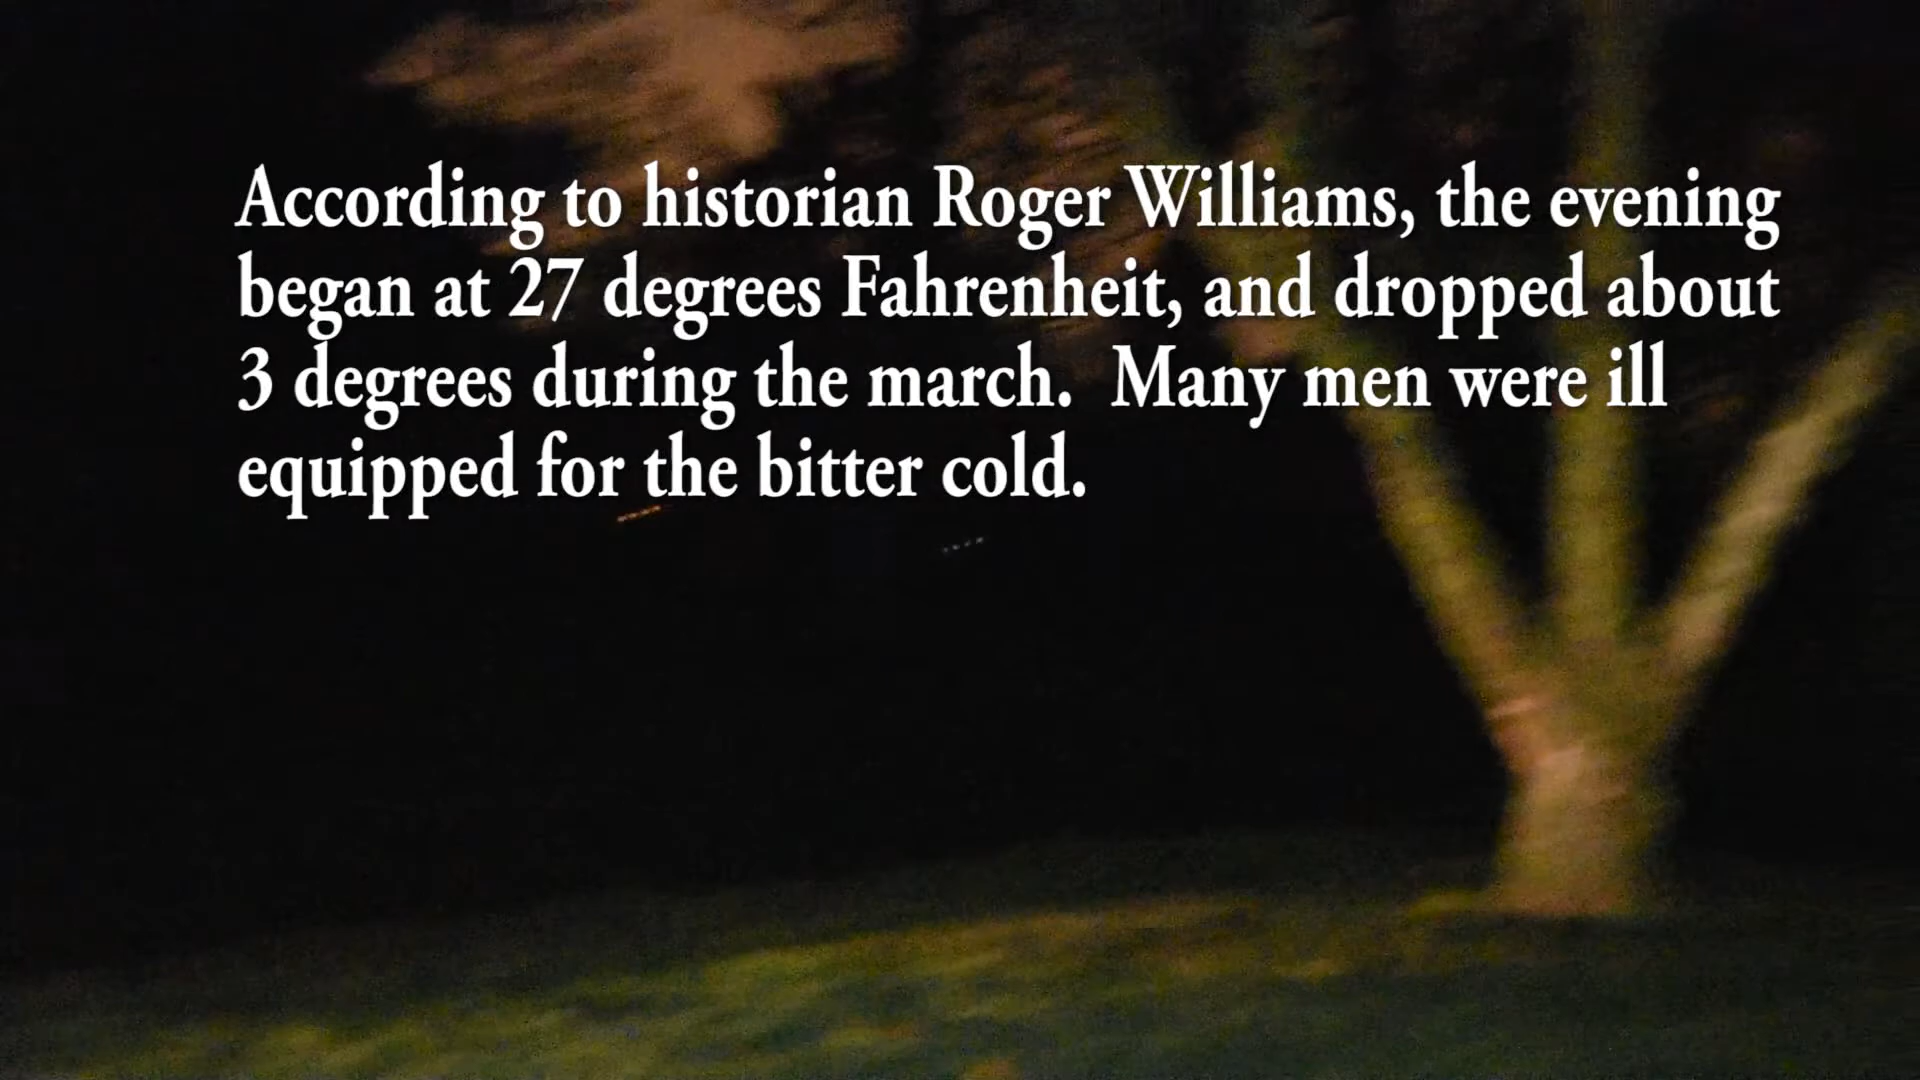 According to historian Roger Williams, the evening
began at 27 degrees Fahrenheit, and dropped about
3 degrees during the march.  Many men were ill
equipped for the bitter cold.